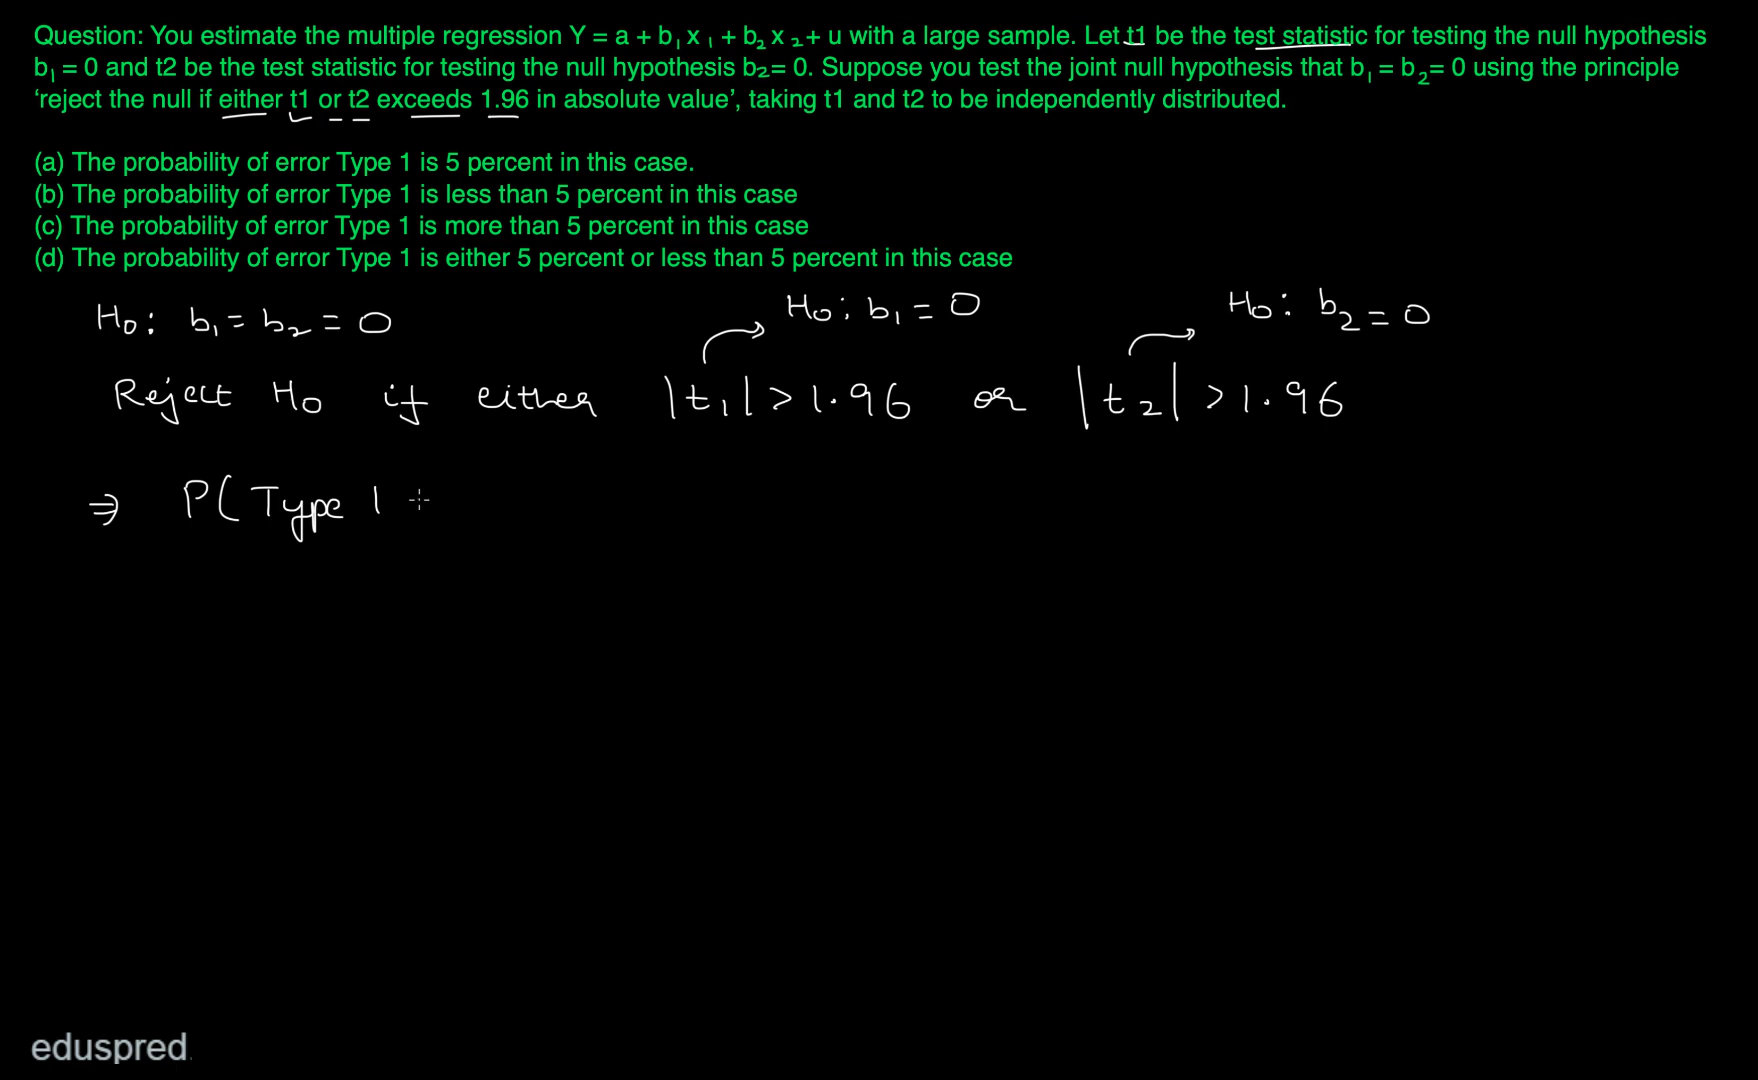 Question: You estimate the multiple regression Y = a + b₁ x ₁ + b₂ x ₂ + u with a large sample. Let t1 be the test statistic for testing the null hypothesis
b₁ = 0 and t2 be the test statistic for testing the null hypothesis b₂= 0. Suppose you test the joint null hypothesis that b₁ = b₂= 0 using the principle
‘reject the null if either t1 or t2 exceeds 1.96 in absolute value’, taking t1 and t2 to be independently distributed.
(a) The probability of error Type 1 is 5 percent in this case.
(b) The probability of error Type 1 is less than 5 percent in this case
(c) The probability of error Type 1 is more than 5 percent in this case
(d) The probability of error Type 1 is either 5 percent or less than 5 percent in this case
H₀: b₁ = b₂ = 0
H₀: b₁ = 0
H₀: b₂ = 0
Reject H₀ if either |t₁| > 1.96 or |t₂| > 1.96
⇒ P( Type 1
eduspred.